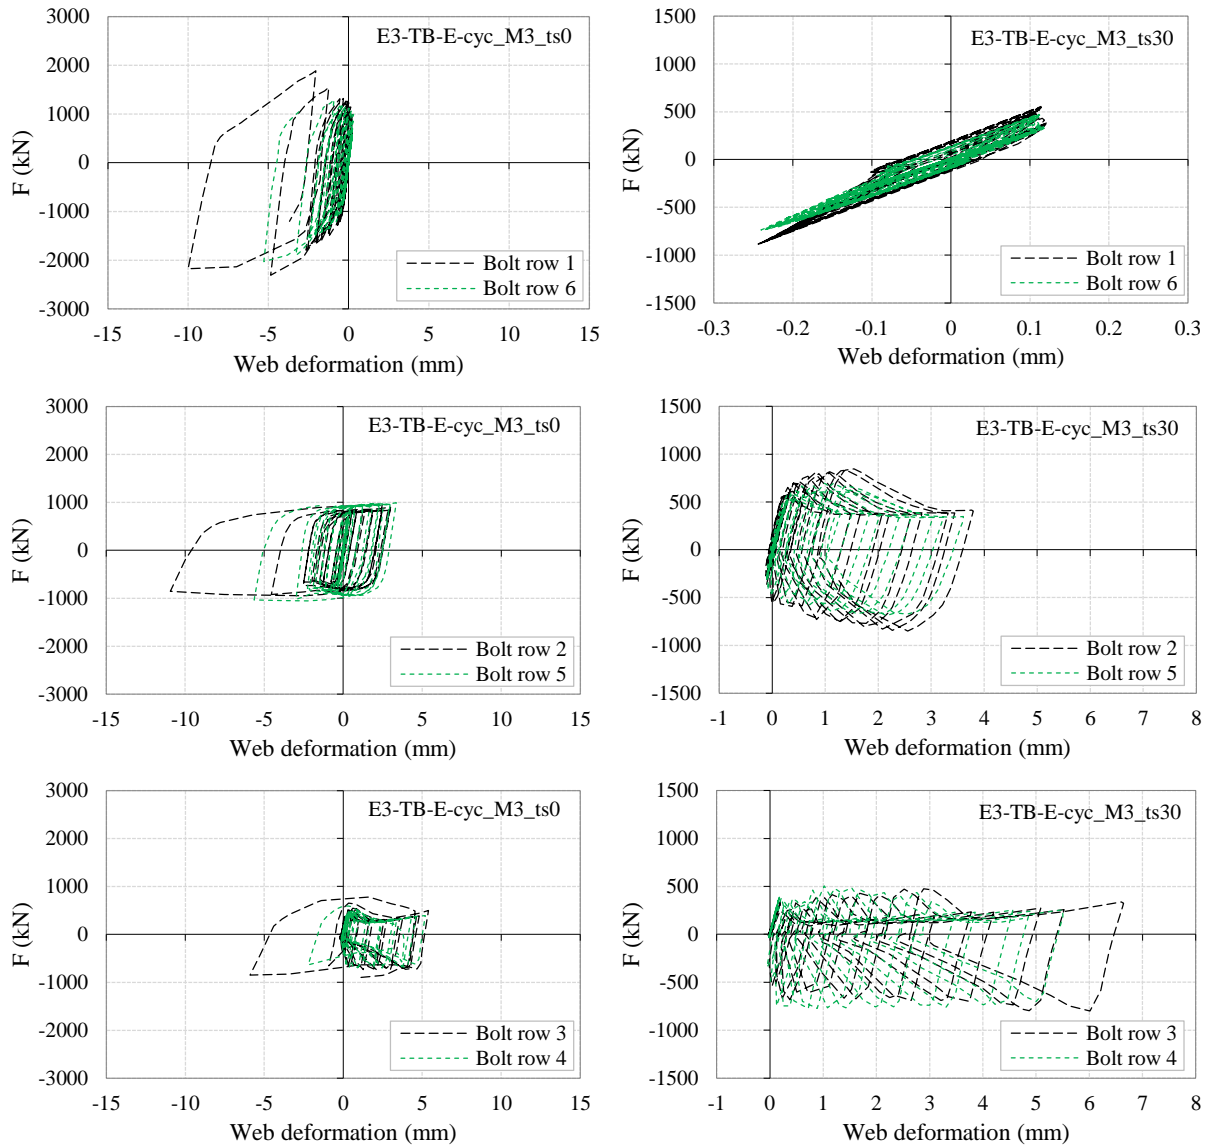 E3-TB-E-cyc_M3_ts0
3000
2000
1000
0
-1000
-2000
-3000
F (kN)
Bolt row 1
Bolt row 6
-15 -10 -5 0 5 10 15
Web deformation (mm)
E3-TB-E-cyc_M3_ts30
1500
1000
500
0
-500
-1000
-1500
F (kN)
Bolt row 1
Bolt row 6
-0.3 -0.2 -0.1 0 0.1 0.2 0.3
Web deformation (mm)
E3-TB-E-cyc_M3_ts0
3000
2000
1000
0
-1000
-2000
-3000
F (kN)
Bolt row 2
Bolt row 5
-15 -10 -5 0 5 10 15
Web deformation (mm)
E3-TB-E-cyc_M3_ts30
1500
1000
500
0
-500
-1000
-1500
F (kN)
Bolt row 2
Bolt row 5
-1 0 1 2 3 4 5 6 7 8
Web deformation (mm)
E3-TB-E-cyc_M3_ts0
3000
2000
1000
0
-1000
-2000
-3000
F (kN)
Bolt row 3
Bolt row 4
-15 -10 -5 0 5 10 15
Web deformation (mm)
E3-TB-E-cyc_M3_ts30
1500
1000
500
0
-500
-1000
-1500
F (kN)
Bolt row 3
Bolt row 4
-1 0 1 2 3 4 5 6 7 8
Web deformation (mm)